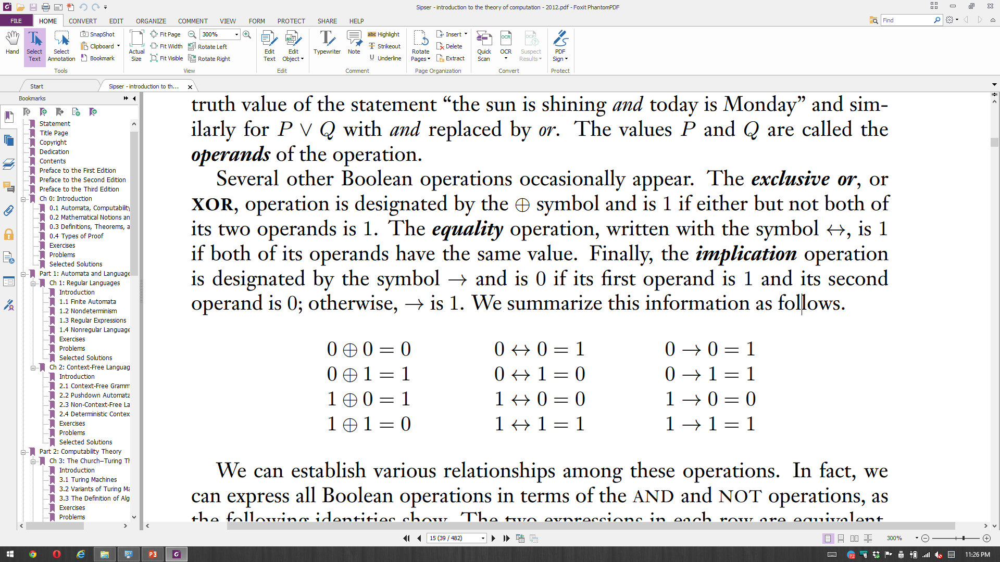 Sipser - introduction to the theory of computation - 2012.pdf - Foxit PhantomPDF
FILE HOME CONVERT EDIT ORGANIZE COMMENT VIEW FORM PROTECT SHARE HELP
Find
Hand
Select Text
Select Annotation
SnapShot
Clipboard
Bookmark
Tools
Actual Size
Fit Page
Fit Width
Fit Visible
300%
Rotate Left
Rotate Right
View
Edit Text
Edit Object
Edit
Typewriter
Note
abc Highlight
T Strikeout
U Underline
Comment
Rotate Pages
Insert
Delete
Extract
Page Organization
Quick Scan
OCR OCR
OCR Suspect Results
Convert
PDF Sign
Protect
Start
Sipser - introduction to th...
Bookmarks
Statement
Title Page
Copyright
Dedication
Contents
Preface to the First Edition
Preface to the Second Edition
Preface to the Third Edition
Ch 0: Introduction
0.1 Automata, Computability
0.2 Mathematical Notions an
0.3 Definitions, Theorems, a
0.4 Types of Proof
Exercises
Problems
Selected Solutions
Part 1: Automata and Language
Ch 1: Regular Languages
Introduction
1.1 Finite Automata
1.2 Nondeterminism
1.3 Regular Expressions
1.4 Nonregular Language
Exercises
Problems
Selected Solutions
Ch 2: Context-Free Languag
Introduction
2.1 Context-Free Gramm
2.2 Pushdown Automata
2.3 Non-Context-Free La
2.4 Deterministic Contex
Exercises
Problems
Selected Solutions
Part 2: Computability Theory
Ch 3: The Church–Turing Th
Introduction
3.1 Turing Machines
3.2 Variants of Turing Ma
3.3 The Definition of Alg
Exercises
Problems
truth value of the statement “the sun is shining and today is Monday” and sim-
ilarly for P ∨ Q with and replaced by or. The values P and Q are called the
operands of the operation.
Several other Boolean operations occasionally appear. The exclusive or, or
XOR, operation is designated by the ⊕ symbol and is 1 if either but not both of
its two operands is 1. The equality operation, written with the symbol ↔, is 1
if both of its operands have the same value. Finally, the implication operation
is designated by the symbol → and is 0 if its first operand is 1 and its second
operand is 0; otherwise, → is 1. We summarize this information as follows.
0 ⊕ 0 = 0 0 ↔ 0 = 1 0 → 0 = 1
0 ⊕ 1 = 1 0 ↔ 1 = 0 0 → 1 = 1
1 ⊕ 0 = 1 1 ↔ 0 = 0 1 → 0 = 0
1 ⊕ 1 = 0 1 ↔ 1 = 1 1 → 1 = 1
We can establish various relationships among these operations. In fact, we
can express all Boolean operations in terms of the AND and NOT operations, as
the following identities show. The two expressions in each row are equivalent.
15 (39 / 482)
300%
72
11:26 PM